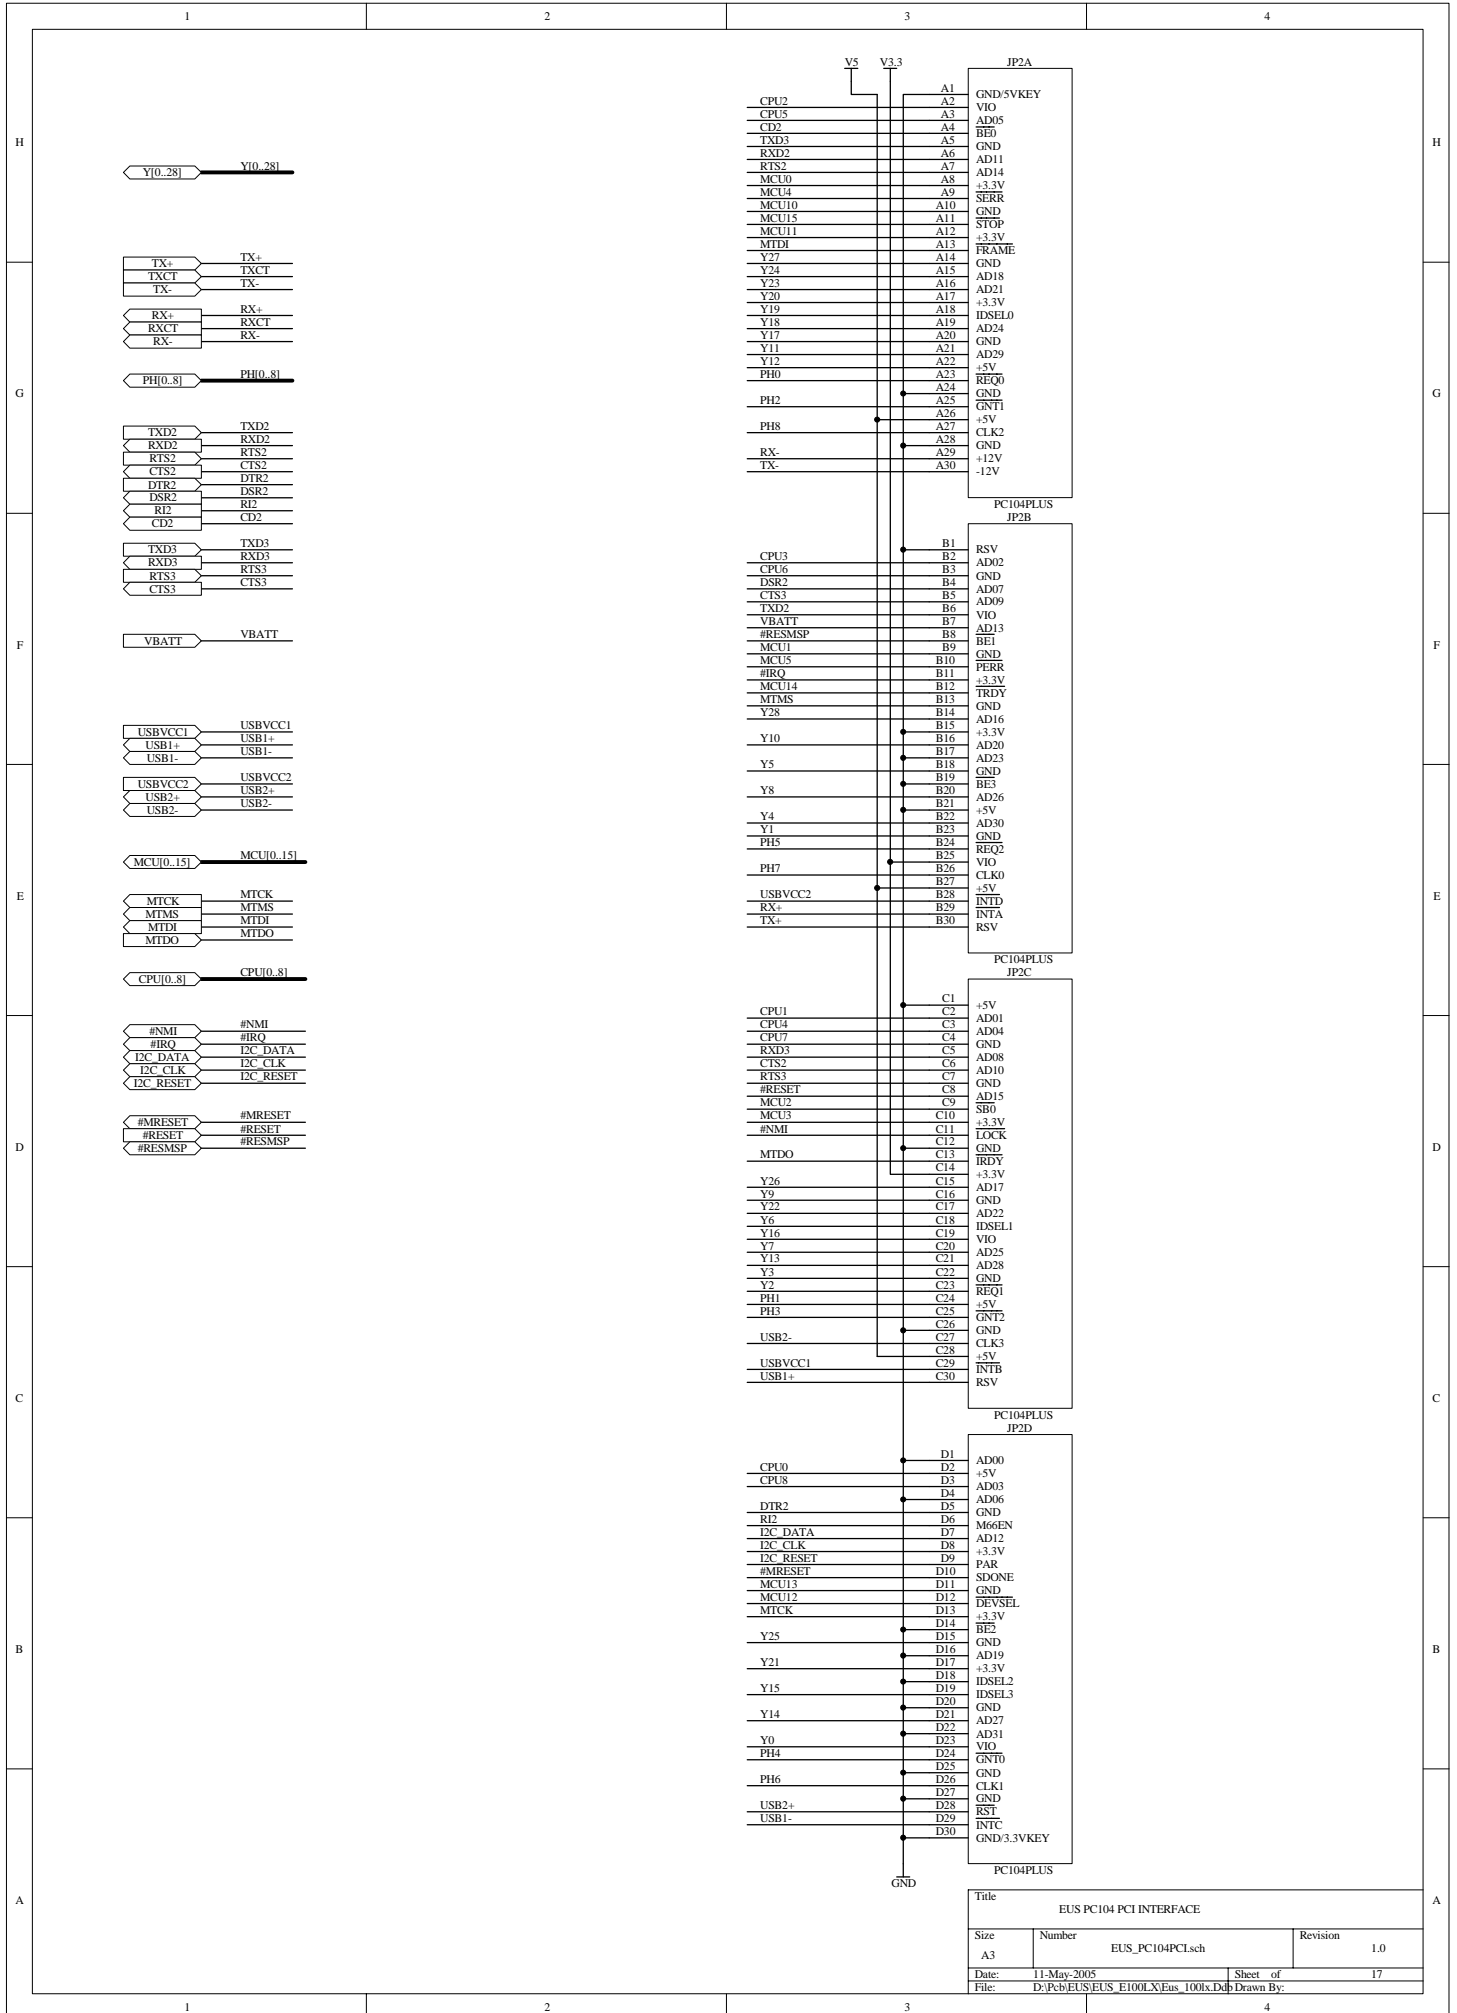 1 2 3 4
H H
G G
F F
E E
D D
C C
B B
A A
Y[0..28] Y[0..28]
TX+ TX+
TXCT TXCT
TX- TX-
RX+ RX+
RXCT RXCT
RX- RX-
PH[0..8] PH[0..8]
TXD2 TXD2
RXD2 RXD2
RTS2 RTS2
CTS2 CTS2
DTR2 DTR2
DSR2 DSR2
RI2 RI2
CD2 CD2
TXD3 TXD3
RXD3 RXD3
RTS3 RTS3
CTS3 CTS3
VBATT VBATT
USBVCC1 USBVCC1
USB1+ USB1+
USB1- USB1-
USBVCC2 USBVCC2
USB2+ USB2+
USB2- USB2-
MCU[0..15] MCU[0..15]
MTCK MTCK
MTMS MTMS
MTDI MTDI
MTDO MTDO
CPU[0..8] CPU[0..8]
#NMI #NMI
#IRQ #IRQ
I2C_DATA I2C_DATA
I2C_CLK I2C_CLK
I2C_RESET I2C_RESET
#MRESET #MRESET
#RESET #RESET
#RESMSP #RESMSP
V5 V3.3
JP2A
A1 GND/5VKEY
CPU2 A2 VIO
CPU5 A3 AD05
CD2 A4 BE0
TXD3 A5 GND
RXD2 A6 AD11
RTS2 A7 AD14
MCU0 A8 +3.3V
MCU4 A9 SERR
MCU10 A10 GND
MCU15 A11 STOP
MCU11 A12 +3.3V
MTDI A13 FRAME
Y27 A14 GND
Y24 A15 AD18
Y23 A16 AD21
Y20 A17 +3.3V
Y19 A18 IDSEL0
Y18 A19 AD24
Y17 A20 GND
Y11 A21 AD29
Y12 A22 +5V
PH0 A23 REQ0
A24 GND
PH2 A25 GNT1
A26 +5V
PH8 A27 CLK2
A28 GND
RX- A29 +12V
TX- A30 -12V
PC104PLUS
JP2B
B1 RSV
CPU3 B2 AD02
CPU6 B3 GND
DSR2 B4 AD07
CTS3 B5 AD09
TXD2 B6 VIO
VBATT B7 AD13
#RESMSP B8 BE1
MCU1 B9 GND
MCU5 B10 PERR
#IRQ B11 +3.3V
MCU14 B12 TRDY
MTMS B13 GND
Y28 B14 AD16
B15 +3.3V
Y10 B16 AD20
B17 AD23
Y5 B18 GND
B19 BE3
Y8 B20 AD26
B21 +5V
Y4 B22 AD30
Y1 B23 GND
PH5 B24 REQ2
B25 VIO
PH7 B26 CLK0
B27 +5V
USBVCC2 B28 INTD
RX+ B29 INTA
TX+ B30 RSV
PC104PLUS
JP2C
C1 +5V
CPU1 C2 AD01
CPU4 C3 AD04
CPU7 C4 GND
RXD3 C5 AD08
CTS2 C6 AD10
RTS3 C7 GND
#RESET C8 AD15
MCU2 C9 SB0
MCU3 C10 +3.3V
#NMI C11 LOCK
C12 GND
MTDO C13 IRDY
C14 +3.3V
Y26 C15 AD17
Y9 C16 GND
Y22 C17 AD22
Y6 C18 IDSEL1
Y16 C19 VIO
Y7 C20 AD25
Y13 C21 AD28
Y3 C22 GND
Y2 C23 REQ1
PH1 C24 +5V
PH3 C25 GNT2
C26 GND
USB2- C27 CLK3
C28 +5V
USBVCC1 C29 INTB
USB1+ C30 RSV
PC104PLUS
JP2D
D1 AD00
CPU0 D2 +5V
CPU8 D3 AD03
D4 AD06
DTR2 D5 GND
RI2 D6 M66EN
I2C_DATA D7 AD12
I2C_CLK D8 +3.3V
I2C_RESET D9 PAR
#MRESET D10 SDONE
MCU13 D11 GND
MCU12 D12 DEVSEL
MTCK D13 +3.3V
D14 BE2
Y25 D15 GND
D16 AD19
Y21 D17 +3.3V
D18 IDSEL2
Y15 D19 IDSEL3
D20 GND
Y14 D21 AD27
D22 AD31
Y0 D23 VIO
PH4 D24 GNT0
D25 GND
PH6 D26 CLK1
D27 GND
USB2+ D28 RST
USB1- D29 INTC
D30 GND/3.3VKEY
PC104PLUS
GND
Title
EUS PC104 PCI INTERFACE
Size Number Revision
A3 EUS_PC104PCI.sch 1.0
Date: 11-May-2005 Sheet of 17
File: D:\Pcb\EUS\EUS_E100LX\Eus_100lx.Ddb Drawn By:
1 2 3 4